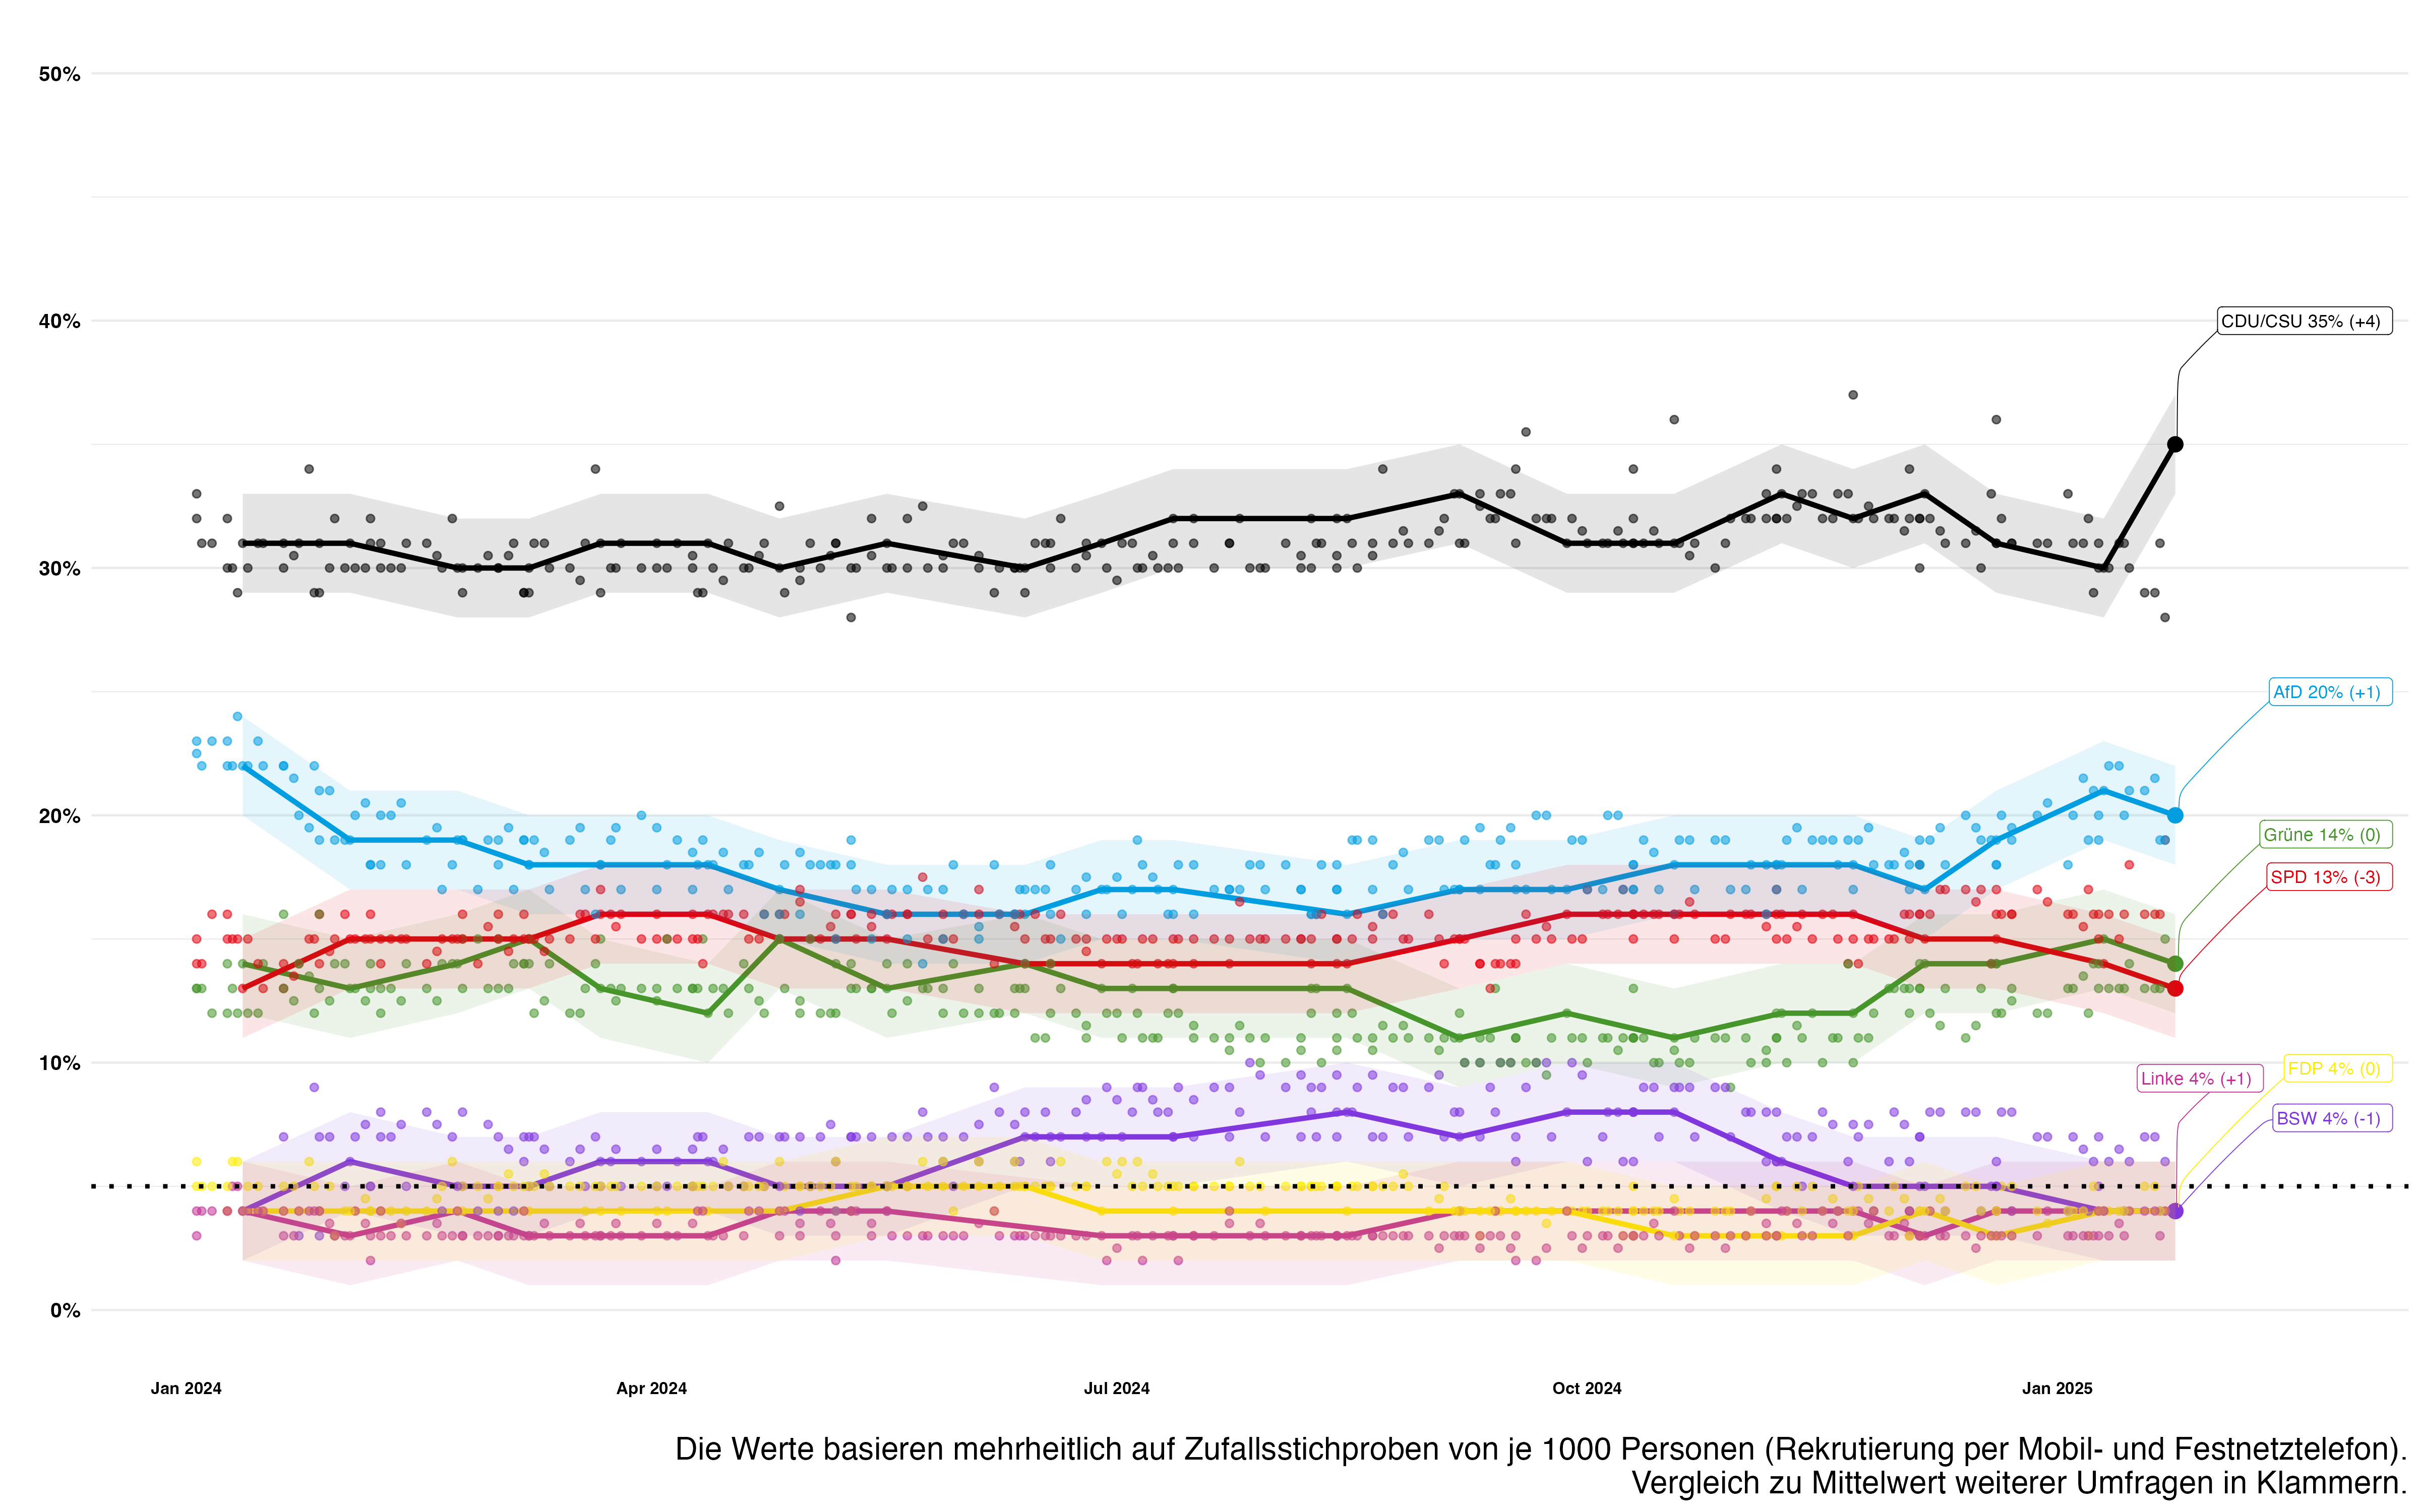 50%
40%
30%
20%
10%
0%
CDU/CSU 35% (+4)
AfD 20% (+1)
Grüne 14% (0)
SPD 13% (-3)
FDP 4% (0)
Linke 4% (+1)
BSW 4% (-1)
Jan 2024
Apr 2024
Jul 2024
Oct 2024
Jan 2025
Die Werte basieren mehrheitlich auf Zufallsstichproben von je 1000 Personen (Rekrutierung per Mobil- und Festnetztelefon).
Vergleich zu Mittelwert weiterer Umfragen in Klammern.